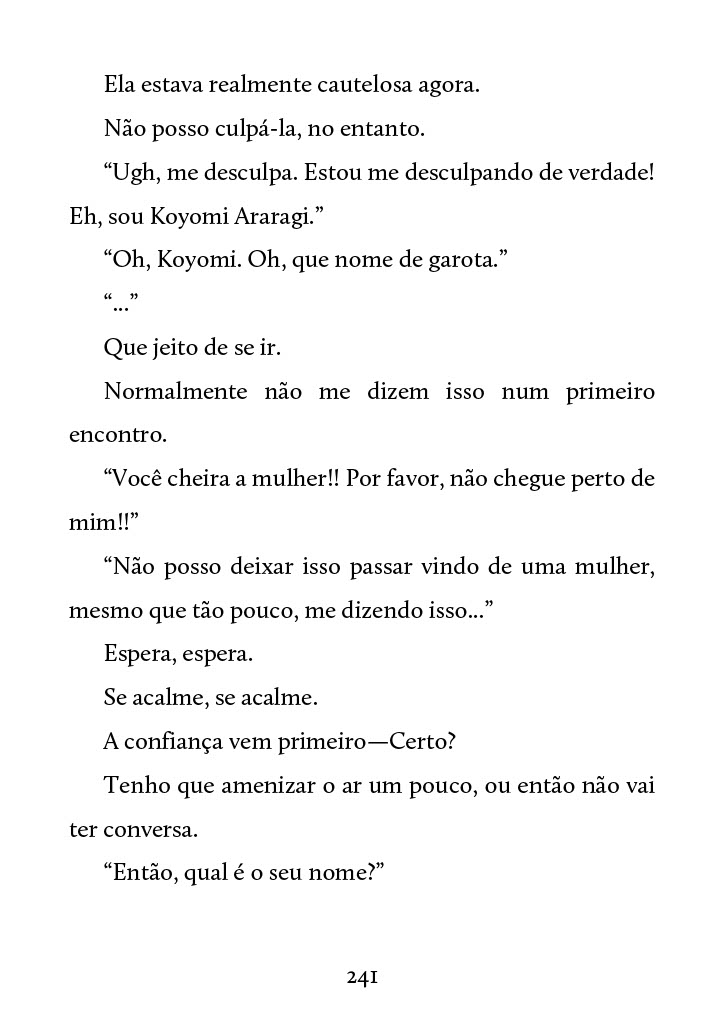 Ela estava realmente cautelosa agora.
Não posso culpá-la, no entanto.
“Ugh, me desculpa. Estou me desculpando de verdade!
Eh, sou Koyomi Araragi.”
“Oh, Koyomi. Oh, que nome de garota.”
“...”
Que jeito de se ir.
Normalmente não me dizem isso num primeiro
encontro.
“Você cheira a mulher!! Por favor, não chegue perto de
mim!!”
“Não posso deixar isso passar vindo de uma mulher,
mesmo que tão pouco, me dizendo isso...”
Espera, espera.
Se acalme, se acalme.
A confiança vem primeiro—Certo?
Tenho que amenizar o ar um pouco, ou então não vai
ter conversa.
“Então, qual é o seu nome?”
241